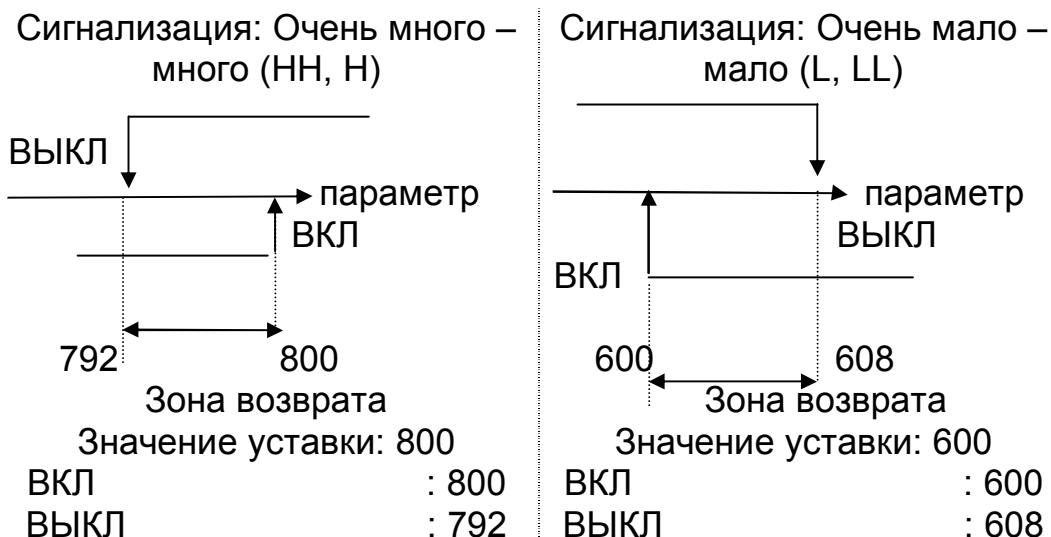 Сигнализация: Очень много –
много (HH, H)
ВЫКЛ
параметр
ВКЛ
792
800
Зона возврата
Значение уставки: 800
ВКЛ : 800
ВЫКЛ : 792
Сигнализация: Очень мало –
мало (L, LL)
параметр
ВЫКЛ
ВКЛ
600
608
Зона возврата
Значение уставки: 600
ВКЛ : 600
ВЫКЛ : 608